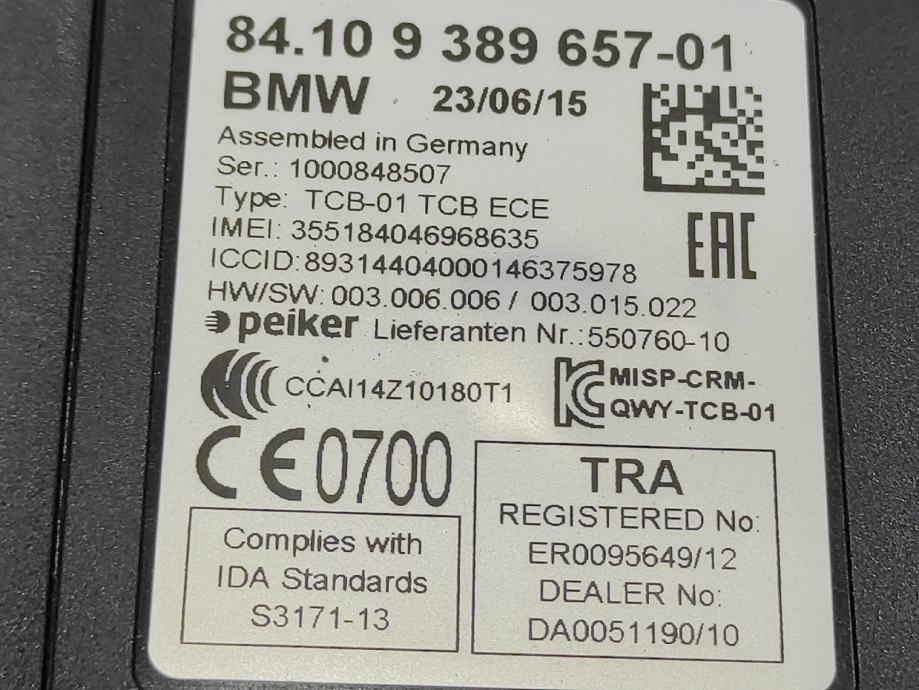 84.10 9 389 657-01
BMW 23/06/15
Assembled in Germany
Ser.: 1000848507
Type: TCB-01 TCB ECE
IMEI: 355184046968635
ICCID:89314404000146375978
HW/SW: 003.006.006 / 003.015.022
peiker Lieferanten Nr.:550760-10
EAC
CCAI14Z10180T1
MISP-CRM-
QWY-TCB-01
CE0700
Complies with
IDA Standards
S3171-13
TRA
REGISTERED No:
ER0095649/12
DEALER No:
DA0051190/10